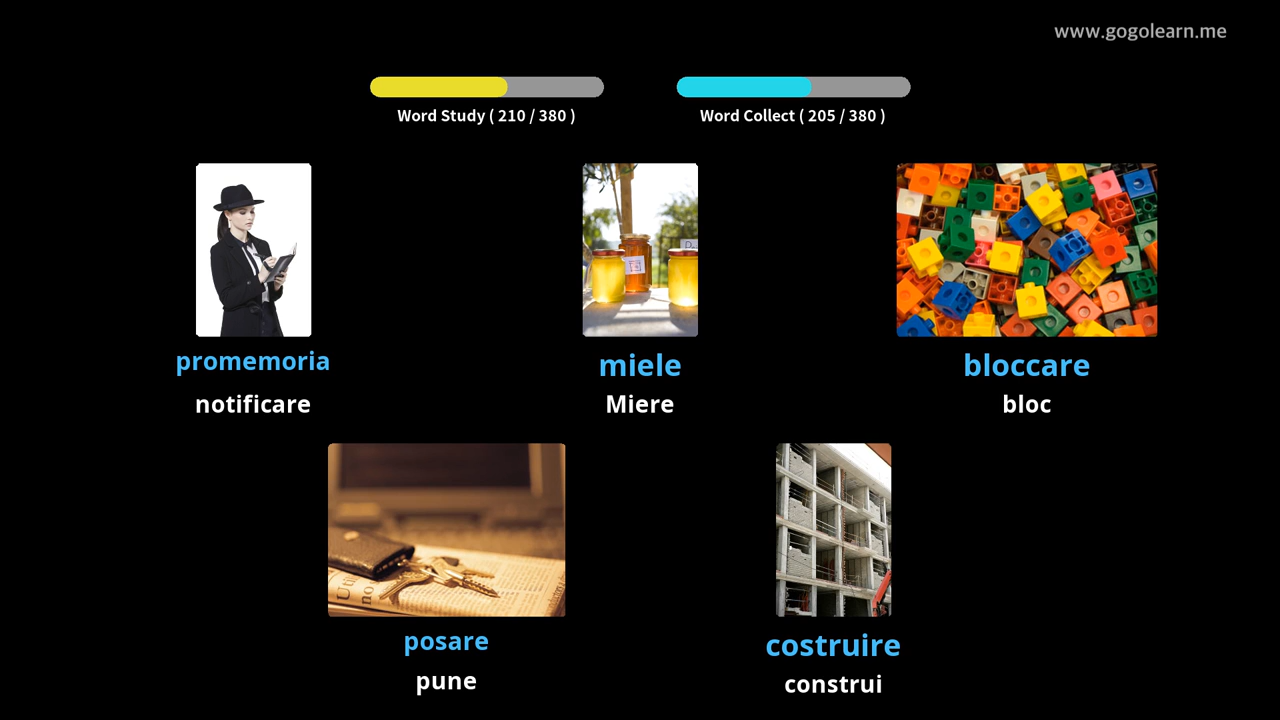 www.gogolearn.me
Word Study ( 210 / 380 )
Word Collect ( 205 / 380 )
promemoria
notificare
miele
Miere
bloccare
bloc
posare
pune
costruire
construi